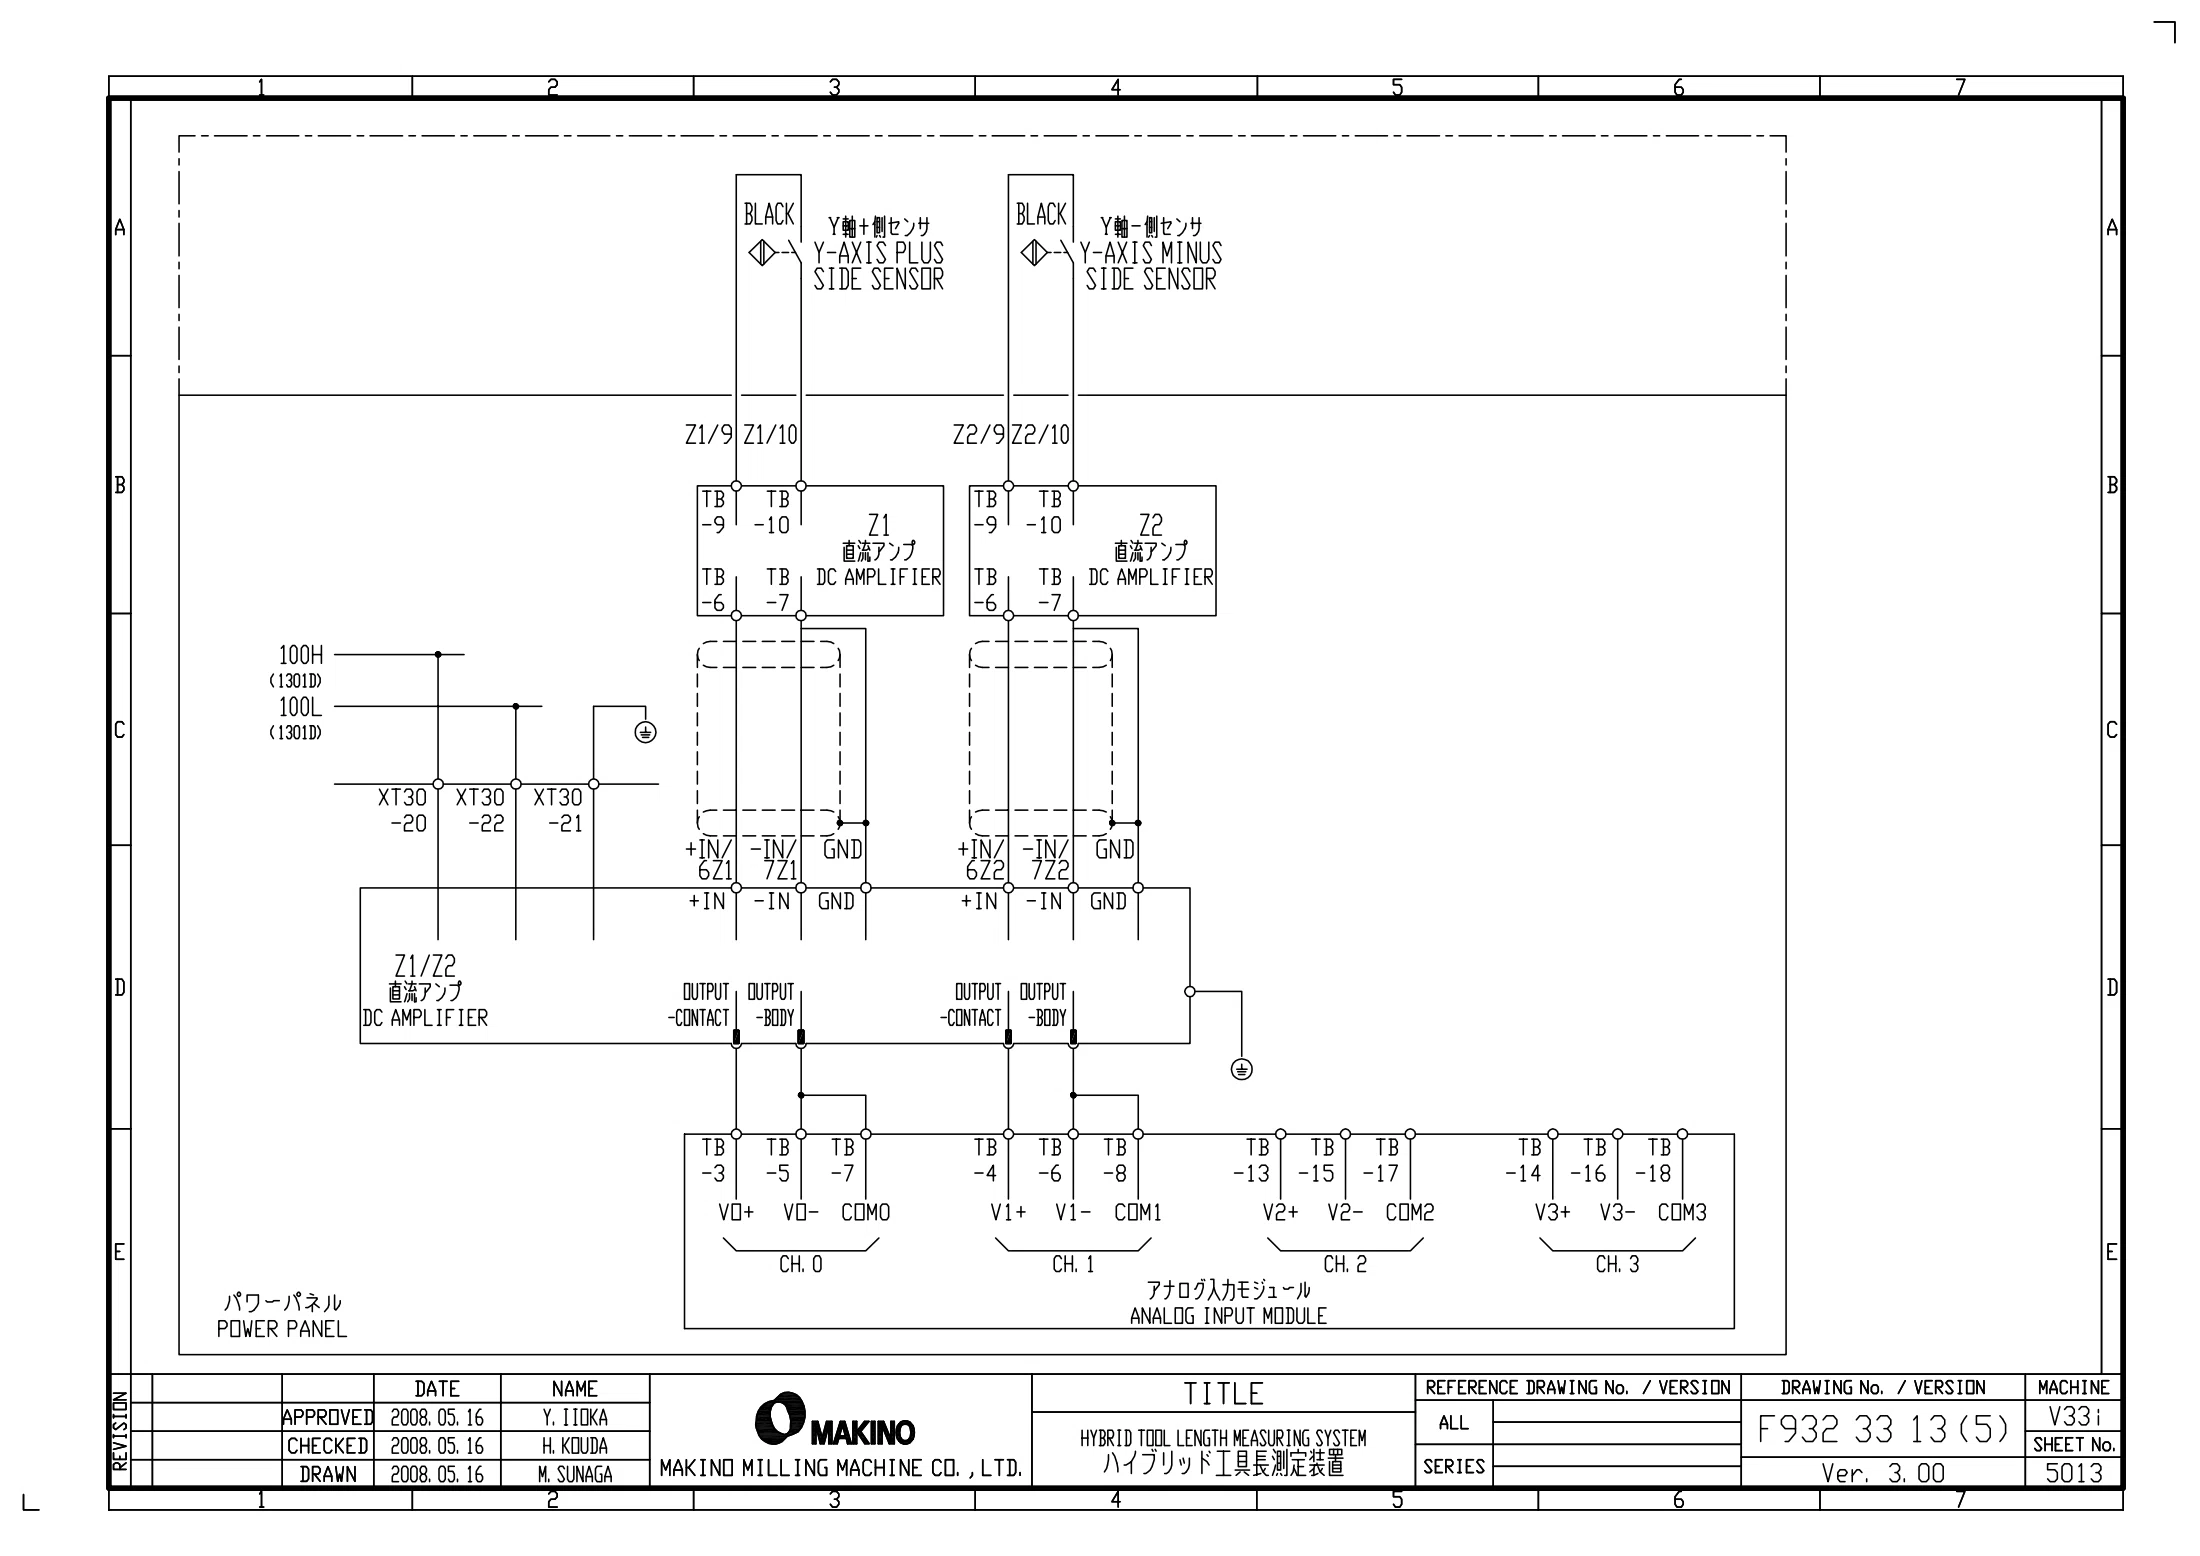 1 2 3 4 5 6 7
A A
BLACK
Y軸+側センサ
Y-AXIS PLUS
SIDE SENSOR
BLACK
Y軸-側センサ
Y-AXIS MINUS
SIDE SENSOR
Z1/9 Z1/10 Z2/9 Z2/10
B B
TB TB TB TB
-9 -10 -9 -10
Z1
直流アンプ
DC AMPLIFIER
Z2
直流アンプ
DC AMPLIFIER
TB TB TB TB
-6 -7 -6 -7
100H
(1301D)
100L
(1301D)
C C
XT30 XT30 XT30
-20 -22 -21
+IN/ -IN/ GND +IN/ -IN/ GND
6Z1 7Z1 6Z2 7Z2
+IN -IN GND +IN -IN GND
Z1/Z2
直流アンプ
DC AMPLIFIER
D D
OUTPUT OUTPUT OUTPUT OUTPUT
-CONTACT -BODY -CONTACT -BODY
TB TB TB TB TB TB TB TB TB TB TB TB
-3 -5 -7 -4 -6 -8 -13 -15 -17 -14 -16 -18
V0+ V0- COM0 V1+ V1- COM1 V2+ V2- COM2 V3+ V3- COM3
E E
CH. 0 CH. 1 CH. 2 CH. 3
アナログ入力モジュール
ANALOG INPUT MODULE
パワーパネル
POWER PANEL
REVISION
DATE NAME
APPROVED 2008. 05. 16 Y. IIOKA
CHECKED 2008. 05. 16 H. KOUDA
DRAWN 2008. 05. 16 M. SUNAGA
MAKINO
MAKINO MILLING MACHINE CO. , LTD.
TITLE
HYBRID TOOL LENGTH MEASURING SYSTEM
ハイブリッド工具長測定装置
REFERENCE DRAWING No. / VERSION
ALL
SERIES
DRAWING No. / VERSION
F932 33 13(5)
Ver. 3. 00
MACHINE
V33i
SHEET No.
5013
1 2 3 4 5 6 7